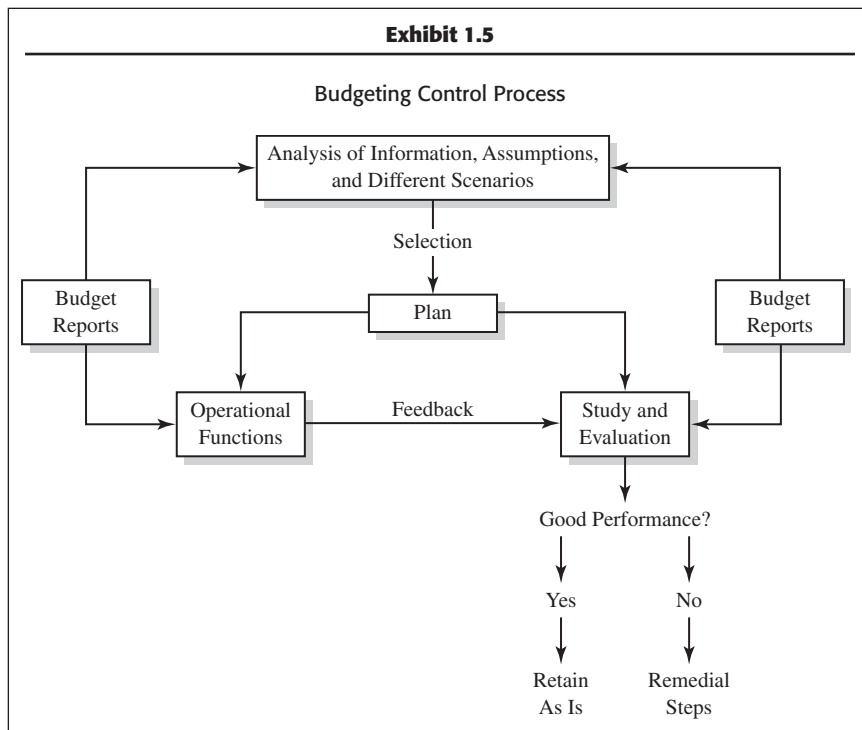 Exhibit 1.5
Budgeting Control Process
Analysis of Information, Assumptions,
and Different Scenarios
Selection
Budget
Reports
Plan
Budget
Reports
Operational
Functions
Feedback
Study and
Evaluation
Good Performance?
Yes
No
Retain
As Is
Remedial
Steps